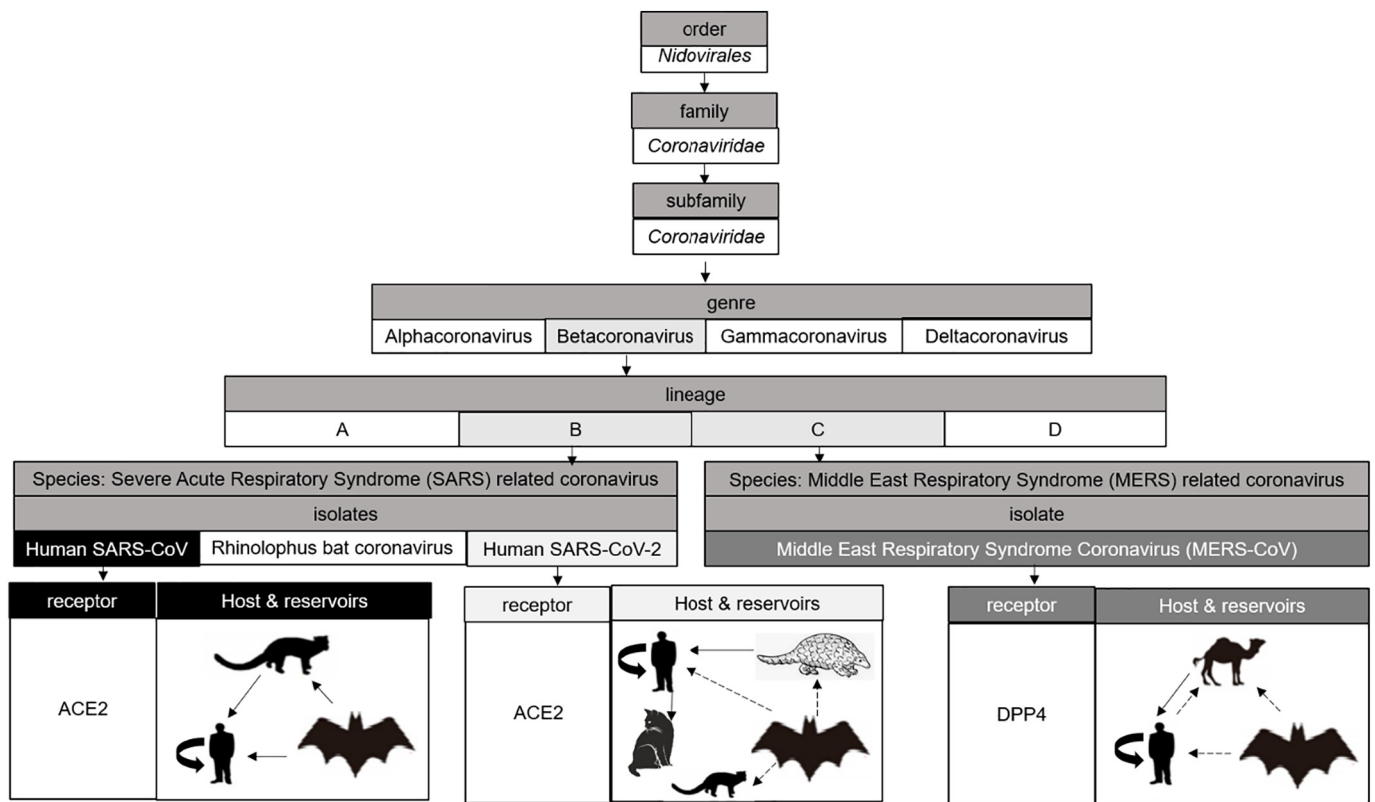 order
Nidovirales
family
Coronaviridae
subfamily
Coronaviridae
genre
Alphacoronavirus Betacoronavirus Gammacoronavirus Deltacoronavirus
lineage
A B C D
Species: Severe Acute Respiratory Syndrome (SARS) related coronavirus
isolates
Human SARS-CoV Rhinolophus bat coronavirus Human SARS-CoV-2
Species: Middle East Respiratory Syndrome (MERS) related coronavirus
isolate
Middle East Respiratory Syndrome Coronavirus (MERS-CoV)
receptor Host & reservoirs
ACE2
receptor Host & reservoirs
ACE2
receptor Host & reservoirs
DPP4